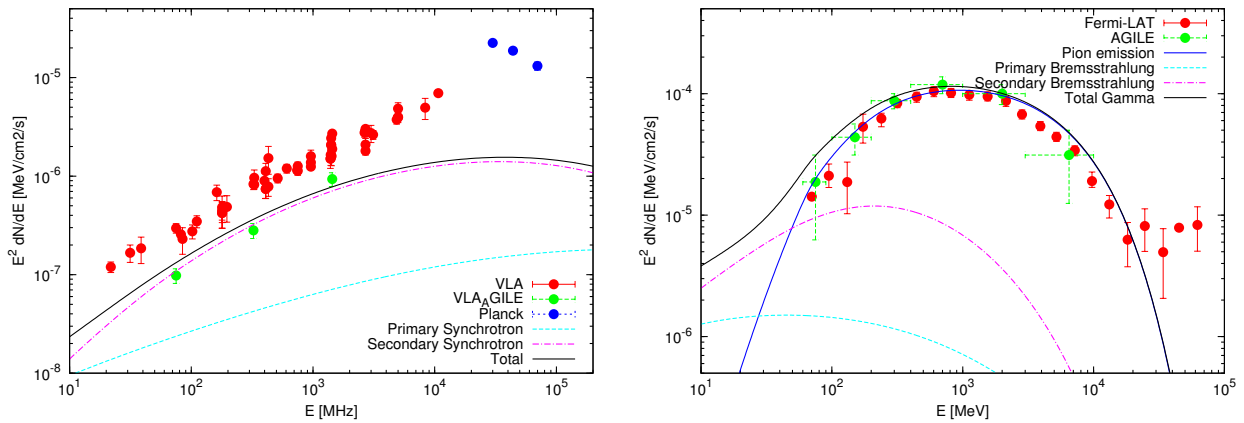 E² dN/dE [MeV/cm2/s]
10⁻⁵
10⁻⁶
10⁻⁷
10⁻⁸
10¹ 10² 10³ 10⁴ 10⁵
E [MHz]
VLA
VLA_AGILE
Planck
Primary Synchrotron
Secondary Synchrotron
Total
E² dN/dE [MeV/cm2/s]
10⁻⁴
10⁻⁵
10⁻⁶
10¹ 10² 10³ 10⁴ 10⁵
E [MeV]
Fermi-LAT
AGILE
Pion emission
Primary Bremsstrahlung
Secondary Bremsstrahlung
Total Gamma